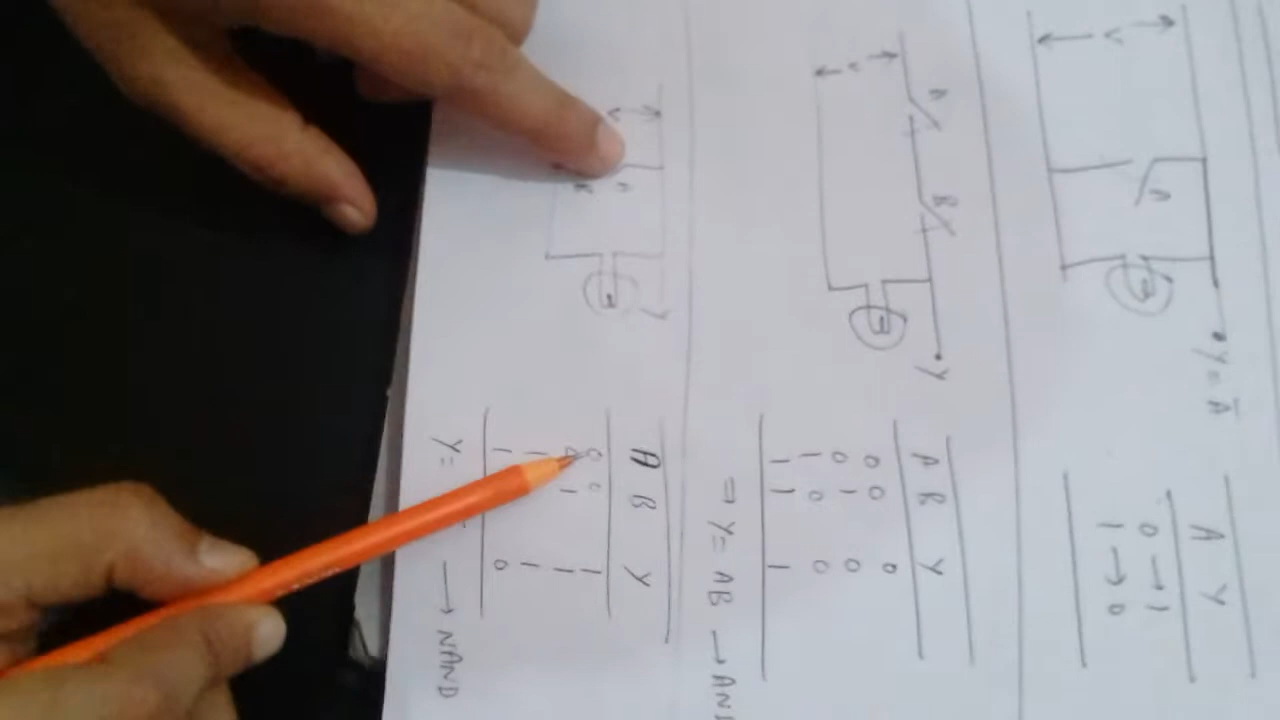 V
A
Y = A̅
A Y
0 → 1
1 → 0
V
A
B
Y
A B Y
0 0 0
0 1 0
1 0 0
1 1 1
⇒ Y = AB →
V
A
Y
A B Y
0 0 1
0 1 1
1 1
1 0
Y = → NAND